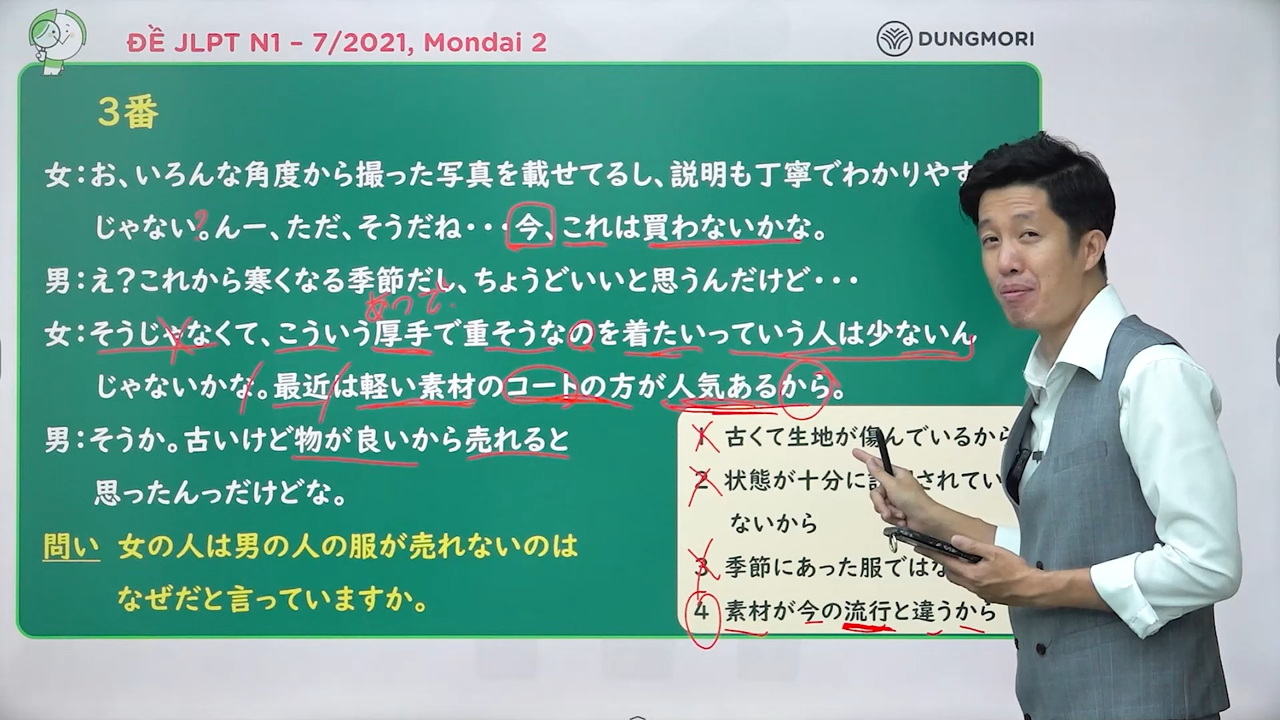 ĐỀ JLPT N1 – 7/2021, Mondai 2
DUNGMORI
3番
女：お、いろんな角度から撮った写真を載せてるし、説明も丁寧でわかりやす
じゃない？。んー、ただ、そうだね・・・今、これは買わないかな。
男：え？これから寒くなる季節だし、ちょうどいいと思うんだけど・・・
あつで
女：そうじゃなくて、こういう厚手で重そうなのを着たいっていう人は少ないん
じゃないかな。最近は軽い素材のコートの方が人気あるから。
男：そうか。古いけど物が良いから売れると
思ったんっだけどな。
問い 女の人は男の人の服が売れないのは
なぜだと言っていますか。
1 古くて生地が傷んでいるから
2 状態が十分に されてい
ないから
3 季節にあった服ではな
4 素材が今の流行と違うから